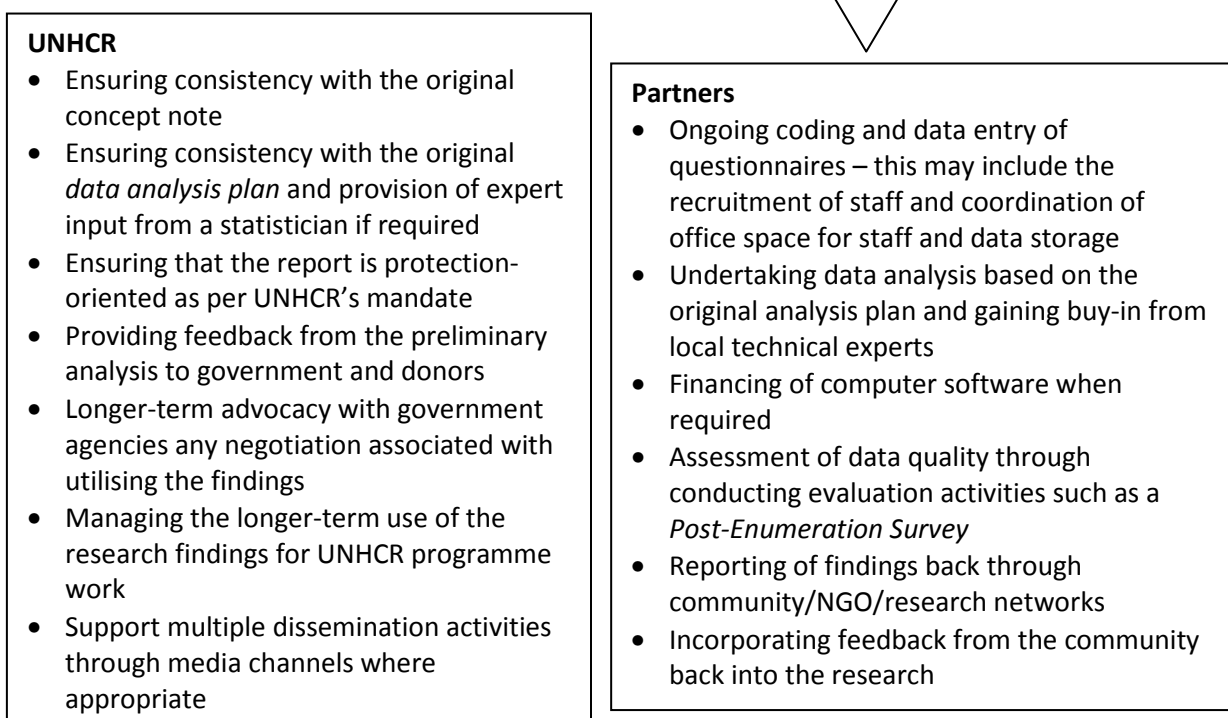 UNHCR
• Ensuring consistency with the original
concept note
• Ensuring consistency with the original
data analysis plan and provision of expert
input from a statistician if required
• Ensuring that the report is protection-
oriented as per UNHCR’s mandate
• Providing feedback from the preliminary
analysis to government and donors
• Longer-term advocacy with government
agencies any negotiation associated with
utilising the findings
• Managing the longer-term use of the
research findings for UNHCR programme
work
• Support multiple dissemination activities
through media channels where
appropriate
Partners
• Ongoing coding and data entry of
questionnaires – this may include the
recruitment of staff and coordination of
office space for staff and data storage
• Undertaking data analysis based on the
original analysis plan and gaining buy-in from
local technical experts
• Financing of computer software when
required
• Assessment of data quality through
conducting evaluation activities such as a
Post-Enumeration Survey
• Reporting of findings back through
community/NGO/research networks
• Incorporating feedback from the community
back into the research